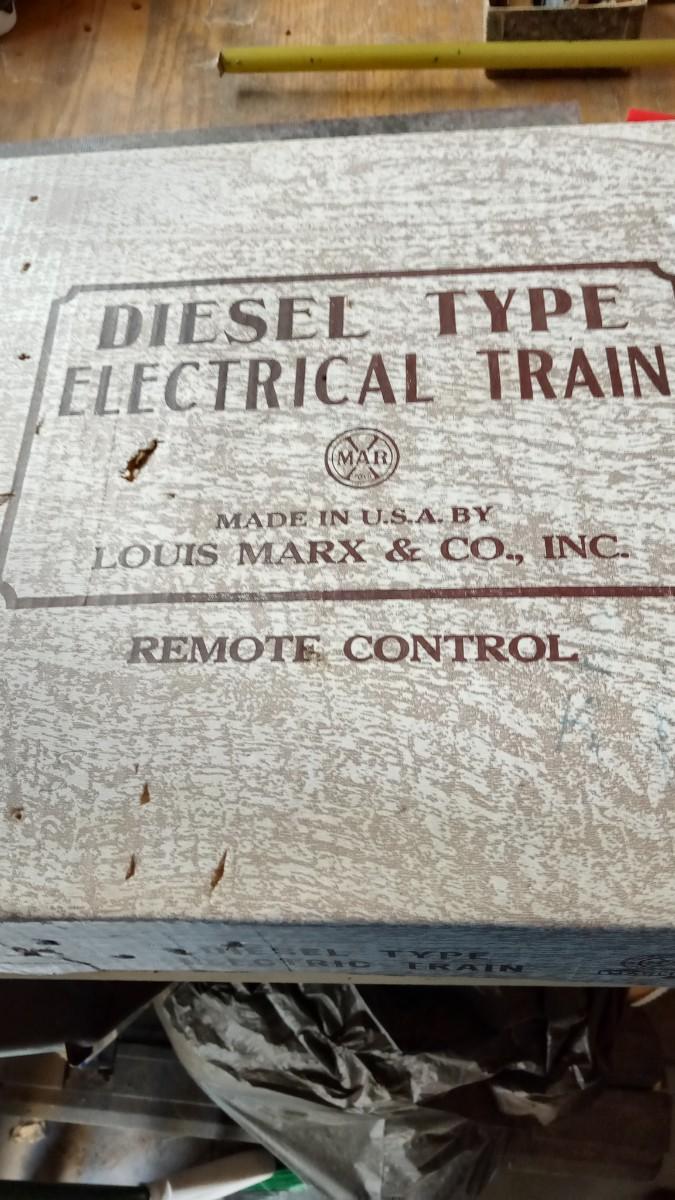 DIESEL TYPE
ELECTRICAL TRAIN
MAR
MADE IN U.S.A. BY
LOUIS MARX & CO., INC.
REMOTE CONTROL
DIESEL TYPE
ELECTRIC TRAIN